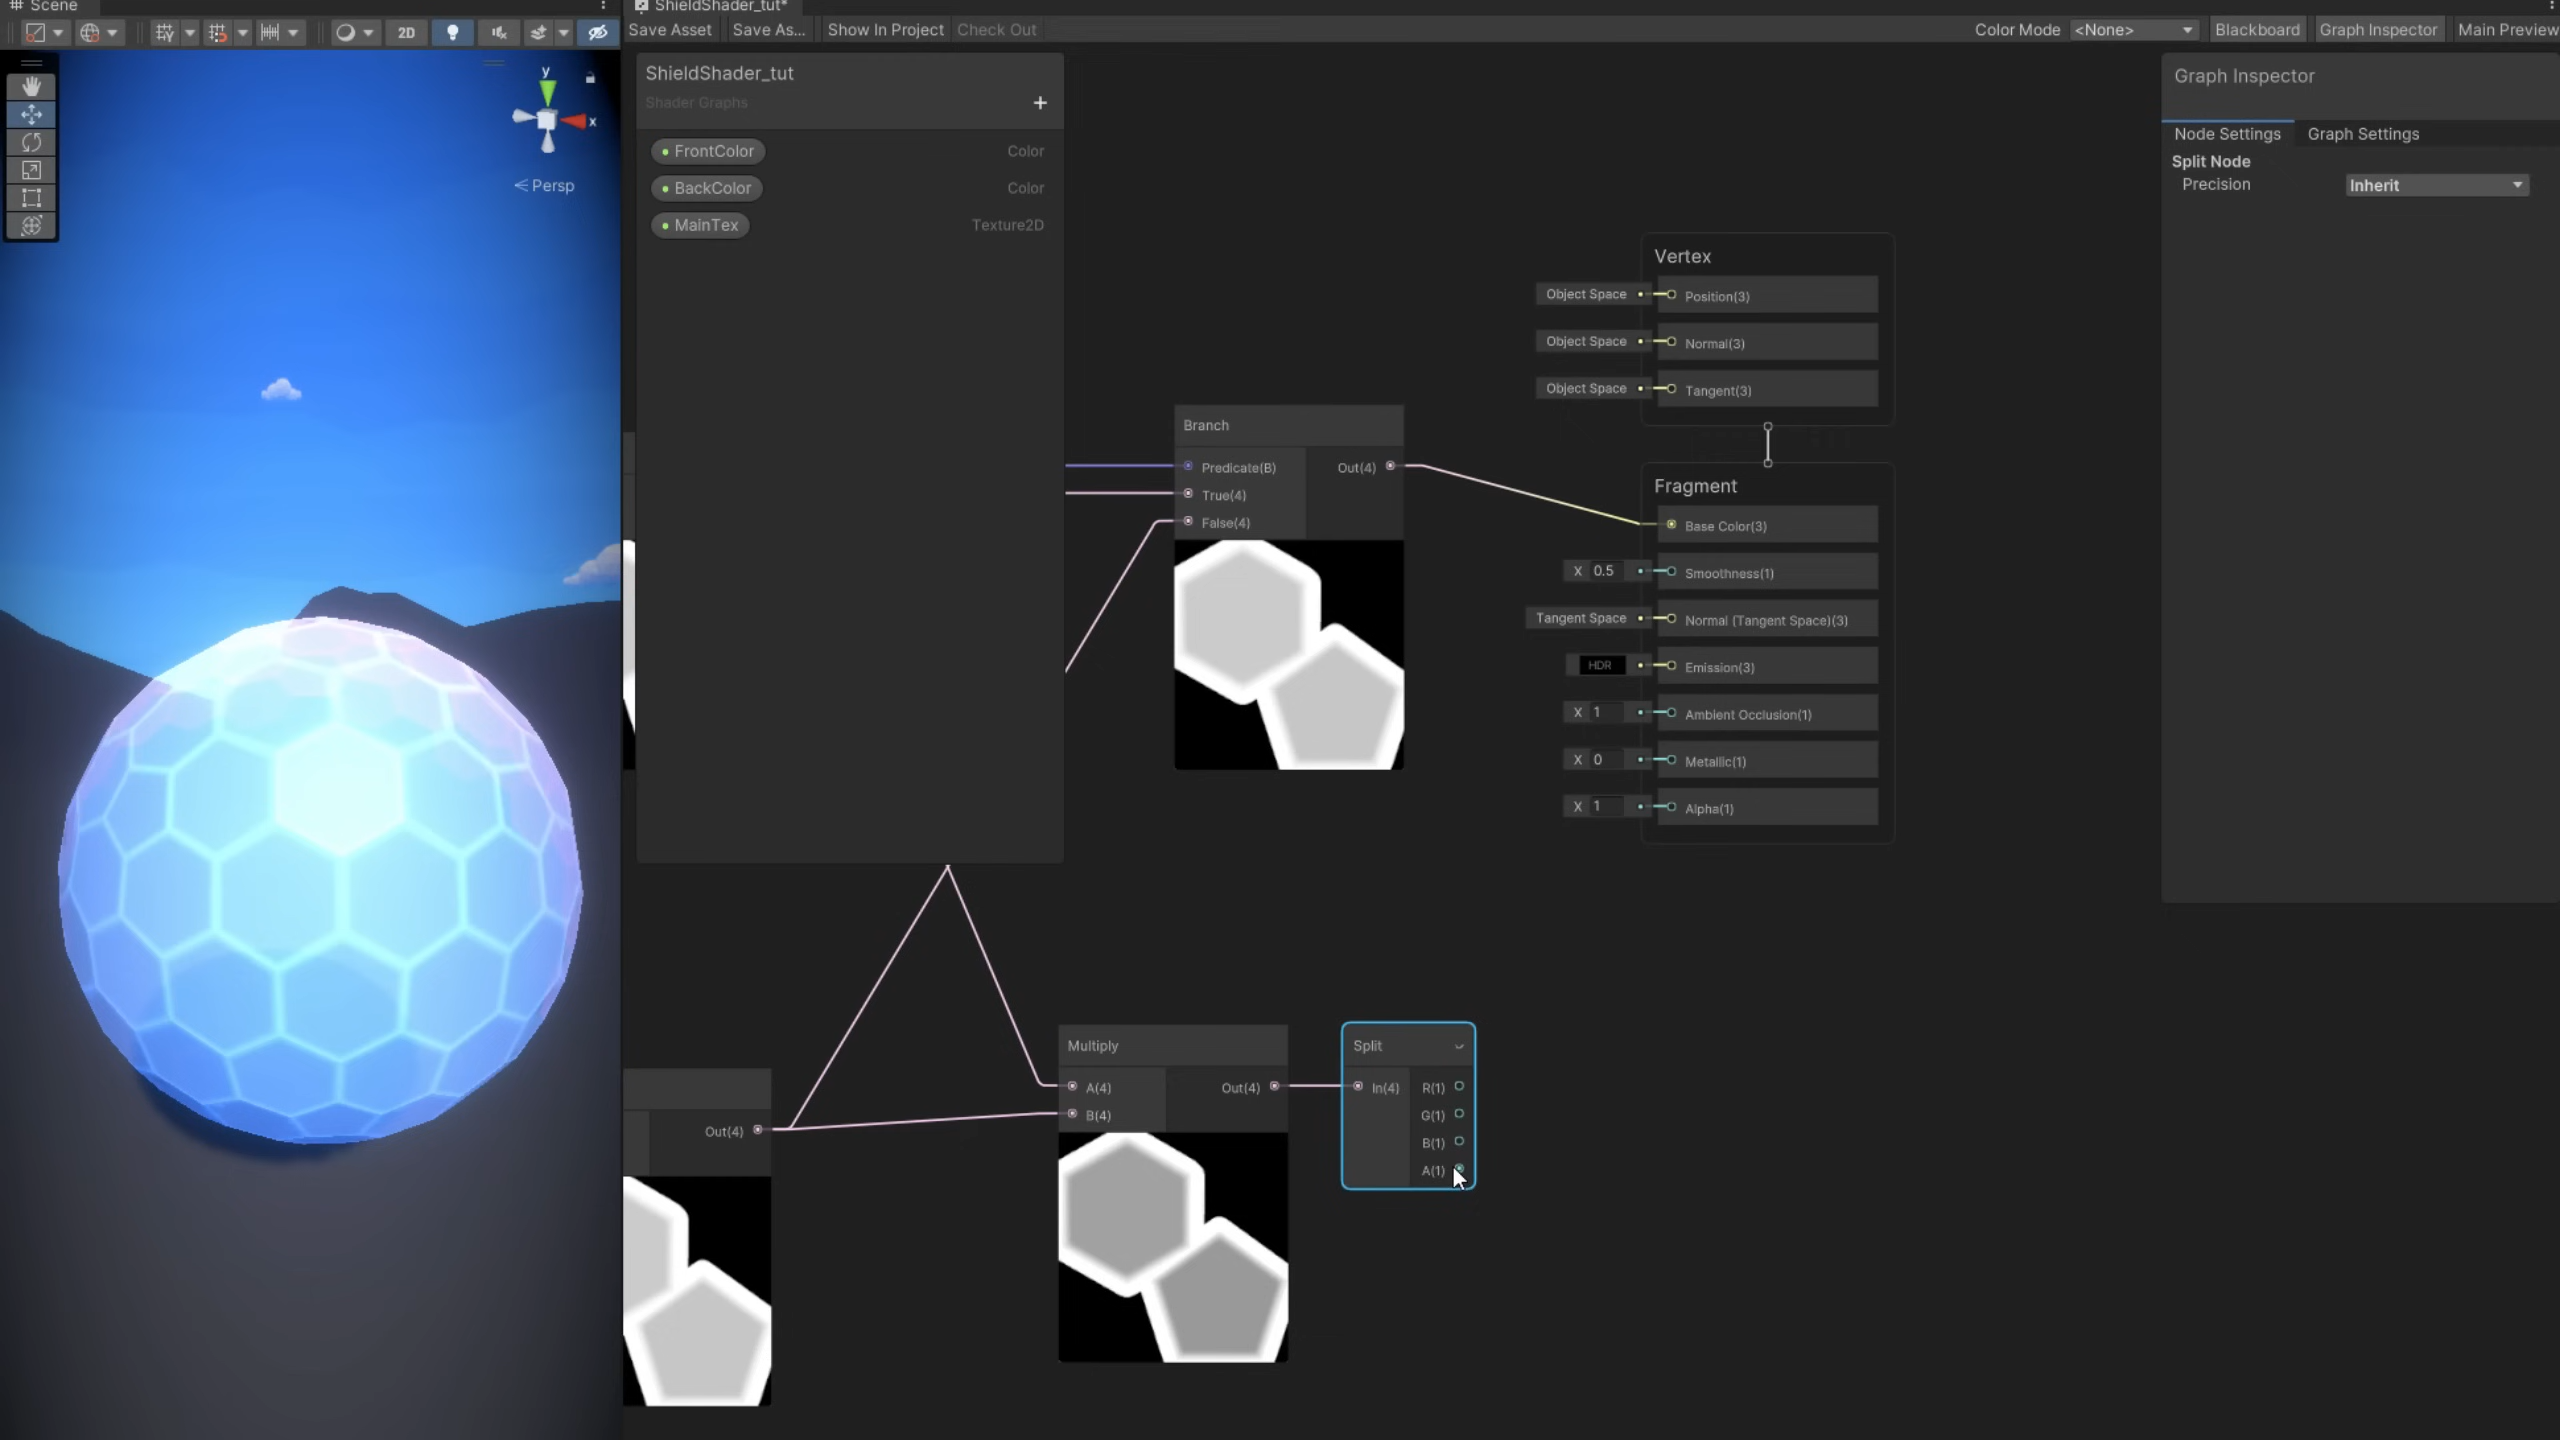 Scene
2D
y
x
Persp
ShieldShader_tut*
Save Asset
Save As...
Show In Project
Check Out
Color Mode
<None>
Blackboard
Graph Inspector
Main Preview
ShieldShader_tut
Shader Graphs
+
FrontColor Color
BackColor Color
MainTex Texture2D
Branch
Predicate(B) Out(4)
True(4)
False(4)
Vertex
Object Space Position(3)
Object Space Normal(3)
Object Space Tangent(3)
Fragment
Base Color(3)
X 0.5 Smoothness(1)
Tangent Space Normal (Tangent Space)(3)
HDR Emission(3)
X 1 Ambient Occlusion(1)
X 0 Metallic(1)
X 1 Alpha(1)
Graph Inspector
Node Settings Graph Settings
Split Node
Precision Inherit
Out(4)
Multiply
A(4) Out(4)
B(4)
Split
In(4) R(1)
G(1)
B(1)
A(1)